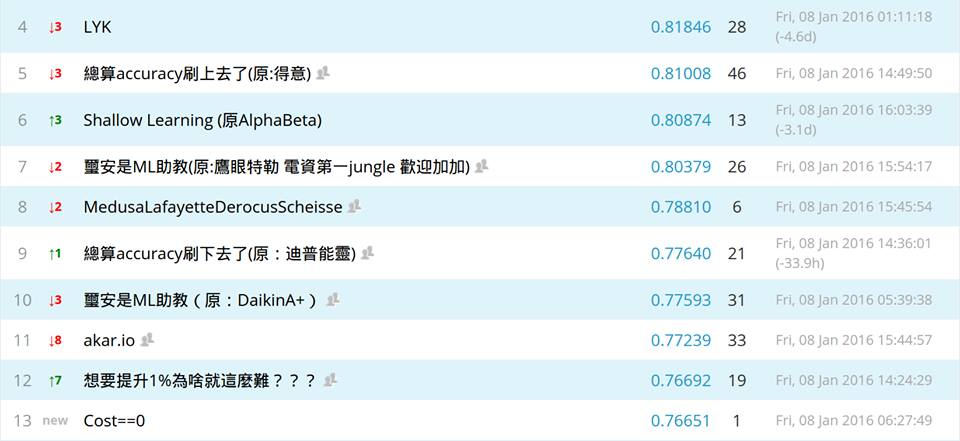 4 ↓3 LYK 0.81846 28 Fri, 08 Jan 2016 01:11:18
(-4.6d)
5 ↓3 總算accuracy刷上去了(原:得意) 0.81008 46 Fri, 08 Jan 2016 14:49:50
6 ↑3 Shallow Learning (原AlphaBeta) 0.80874 13 Fri, 08 Jan 2016 16:03:39
(-3.1d)
7 ↓2 璽安是ML助教(原:鷹眼特勒 電資第一jungle 歡迎加加) 0.80379 26 Fri, 08 Jan 2016 15:54:17
8 ↓2 MedusaLafayetteDerocusScheisse 0.78810 6 Fri, 08 Jan 2016 15:45:54
9 ↑1 總算accuracy刷下去了(原：迪普能靈) 0.77640 21 Fri, 08 Jan 2016 14:36:01
(-33.9h)
10 ↓3 璽安是ML助教（原：DaikinA+） 0.77593 31 Fri, 08 Jan 2016 05:39:38
11 ↓8 akar.io 0.77239 33 Fri, 08 Jan 2016 15:44:57
12 ↑7 想要提升1%為啥就這麼難？？？ 0.76692 19 Fri, 08 Jan 2016 14:24:29
13 new Cost==0 0.76651 1 Fri, 08 Jan 2016 06:27:49